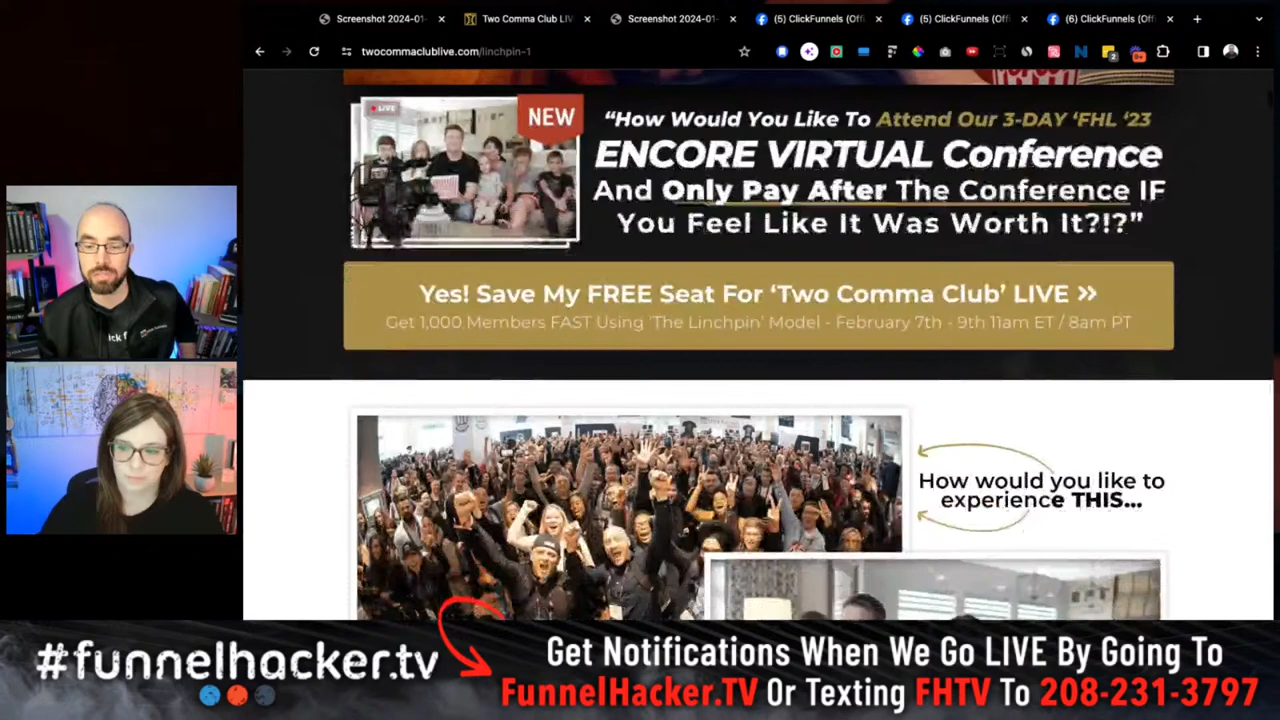 Screenshot 2024-01-
Two Comma Club LIV
Screenshot 2024-01-
(5) ClickFunnels (Offi
(5) ClickFunnels (Offi
(6) ClickFunnels (Offi
twocommaclublive.com/linchpin-1
LIVE
NEW
“How Would You Like To Attend Our 3-DAY ‘FHL ‘23
ENCORE VIRTUAL Conference
And Only Pay After The Conference IF
You Feel Like It Was Worth It?!?”
Yes! Save My FREE Seat For ‘Two Comma Club’ LIVE »
Get 1,000 Members FAST Using ‘The Linchpin’ Model - February 7th - 9th 11am ET / 8am PT
How would you like to
experience THIS...
#funnelhacker.tv
Get Notifications When We Go LIVE By Going To
FunnelHacker.TV Or Texting FHTV To 208-231-3797